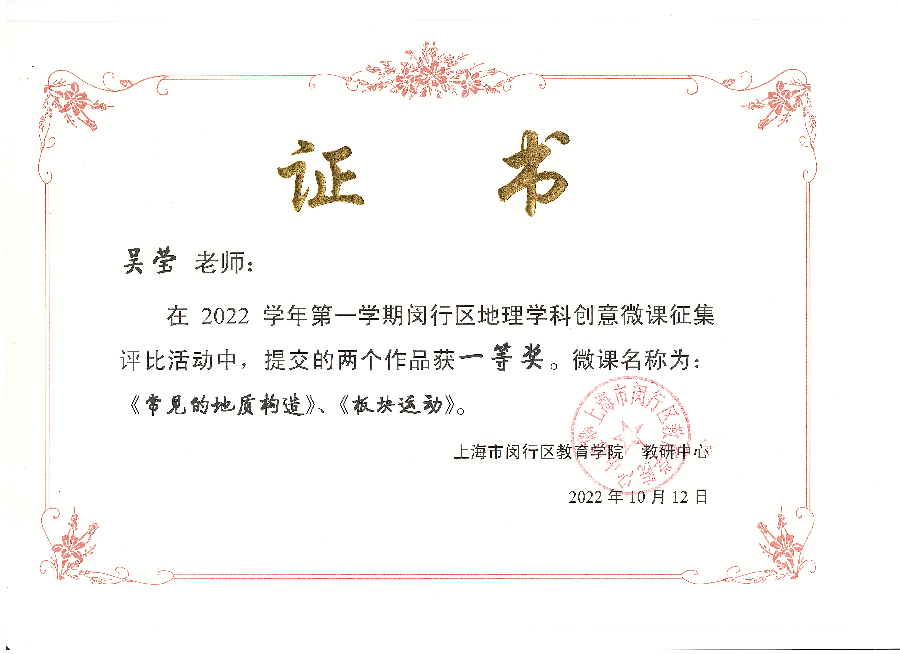 证 书
吴莹 老师：
在 2022 学年第一学期闵行区地理学科创意微课征集
评比活动中，提交的两个作品获一等奖。微课名称为：
《常见的地质构造》、《板块运动》。
上海市闵行区教育学院 教研中心
2022 年 10 月 12 日
上海市闵行区教育学院